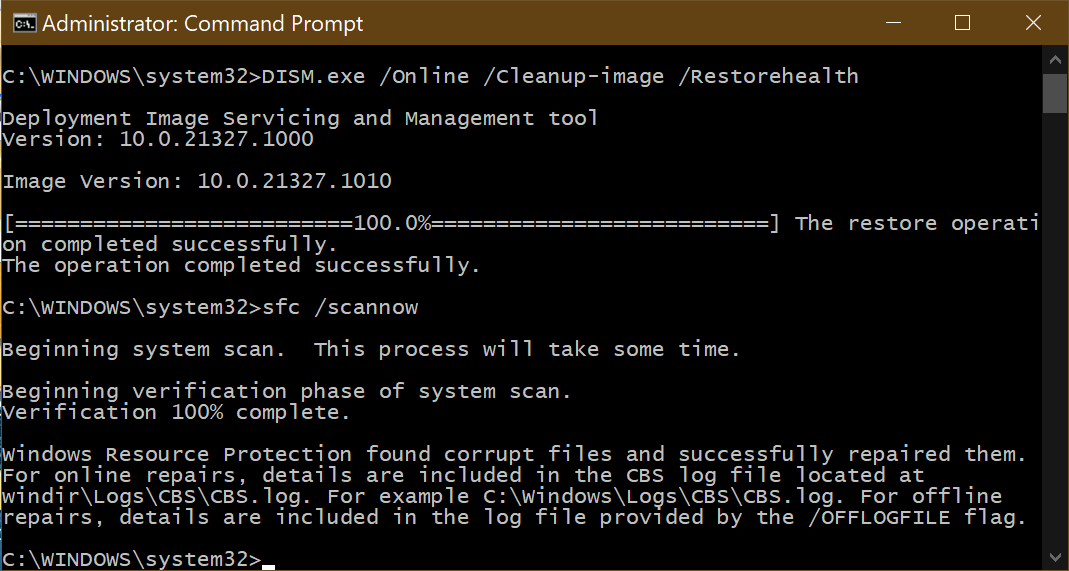 Administrator: Command Prompt
C:\WINDOWS\system32>DISM.exe /Online /Cleanup-image /Restorehealth
Deployment Image Servicing and Management tool
Version: 10.0.21327.1000
Image Version: 10.0.21327.1010
[==========================100.0%==========================] The restore operati
on completed successfully.
The operation completed successfully.
C:\WINDOWS\system32>sfc /scannow
Beginning system scan.  This process will take some time.
Beginning verification phase of system scan.
Verification 100% complete.
Windows Resource Protection found corrupt files and successfully repaired them.
For online repairs, details are included in the CBS log file located at
windir\Logs\CBS\CBS.log. For example C:\Windows\Logs\CBS\CBS.log. For offline
repairs, details are included in the log file provided by the /OFFLOGFILE flag.
C:\WINDOWS\system32>